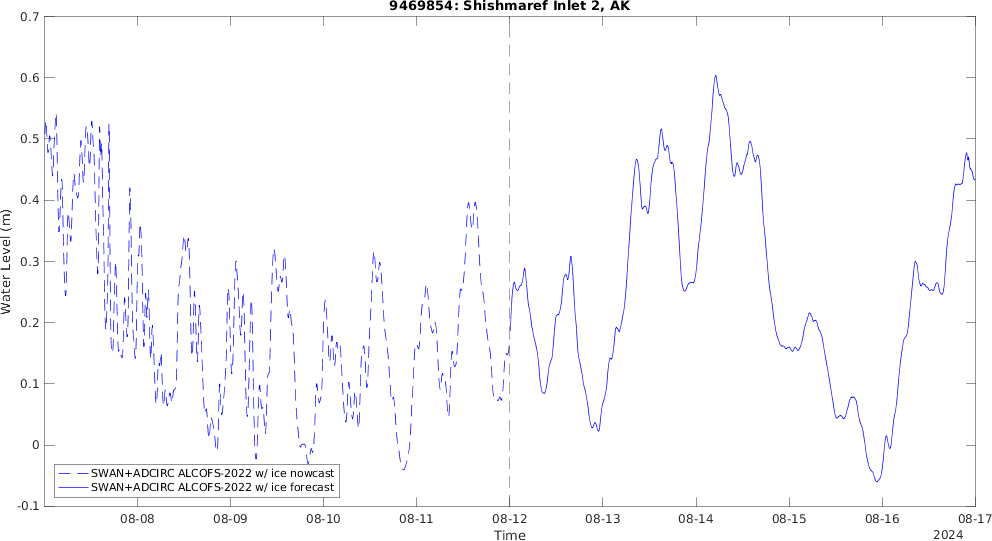 9469854: Shishmaref Inlet 2, AK
0.7
0.6
0.5
0.4
0.3
0.2
0.1
0
-0.1
Water Level (m)
SWAN+ADCIRC ALCOFS-2022 w/ ice nowcast
SWAN+ADCIRC ALCOFS-2022 w/ ice forecast
08-08 08-09 08-10 08-11 08-12 08-13 08-14 08-15 08-16 08-17
Time
2024